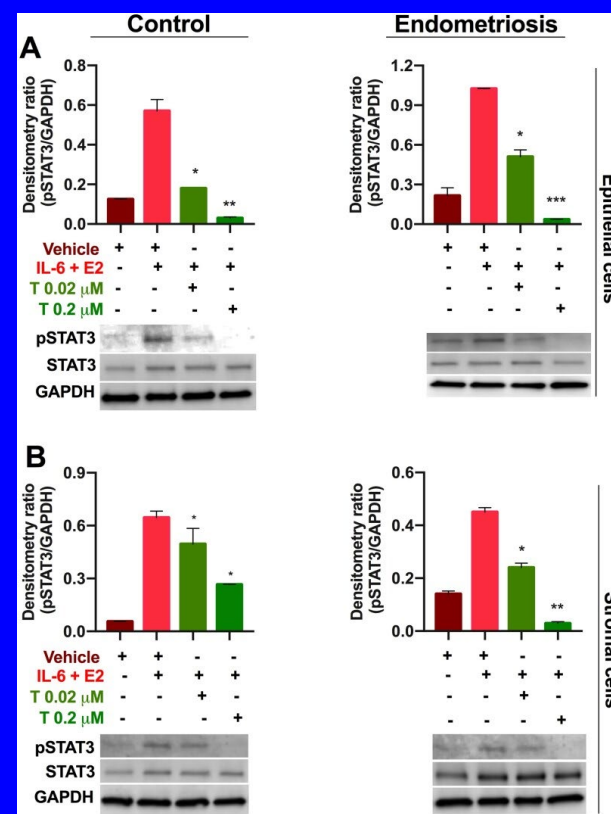 Control
Endometriosis
A
Densitometry ratio
(pSTAT3/GAPDH)
0.8
0.6
0.4
0.2
0.0
*
**
Densitometry ratio
(pSTAT3/GAPDH)
1.2
0.9
0.6
0.3
0.0
*
***
Epithelial cells
Vehicle + + - - + + - -
IL-6 + E2 - + + + - + + +
T 0.02 μM - - + - - - + -
T 0.2 μM - - - + - - - +
pSTAT3
STAT3
GAPDH
B
Densitometry ratio
(pSTAT3/GAPDH)
0.9
0.6
0.3
0.0
*
*
Densitometry ratio
(pSTAT3/GAPDH)
0.6
0.4
0.2
0.0
*
**
Stromal cells
Vehicle + + - - + + - -
IL-6 + E2 - + + + - + + +
T 0.02 μM - - + - - - + -
T 0.2 μM - - - + - - - +
pSTAT3
STAT3
GAPDH